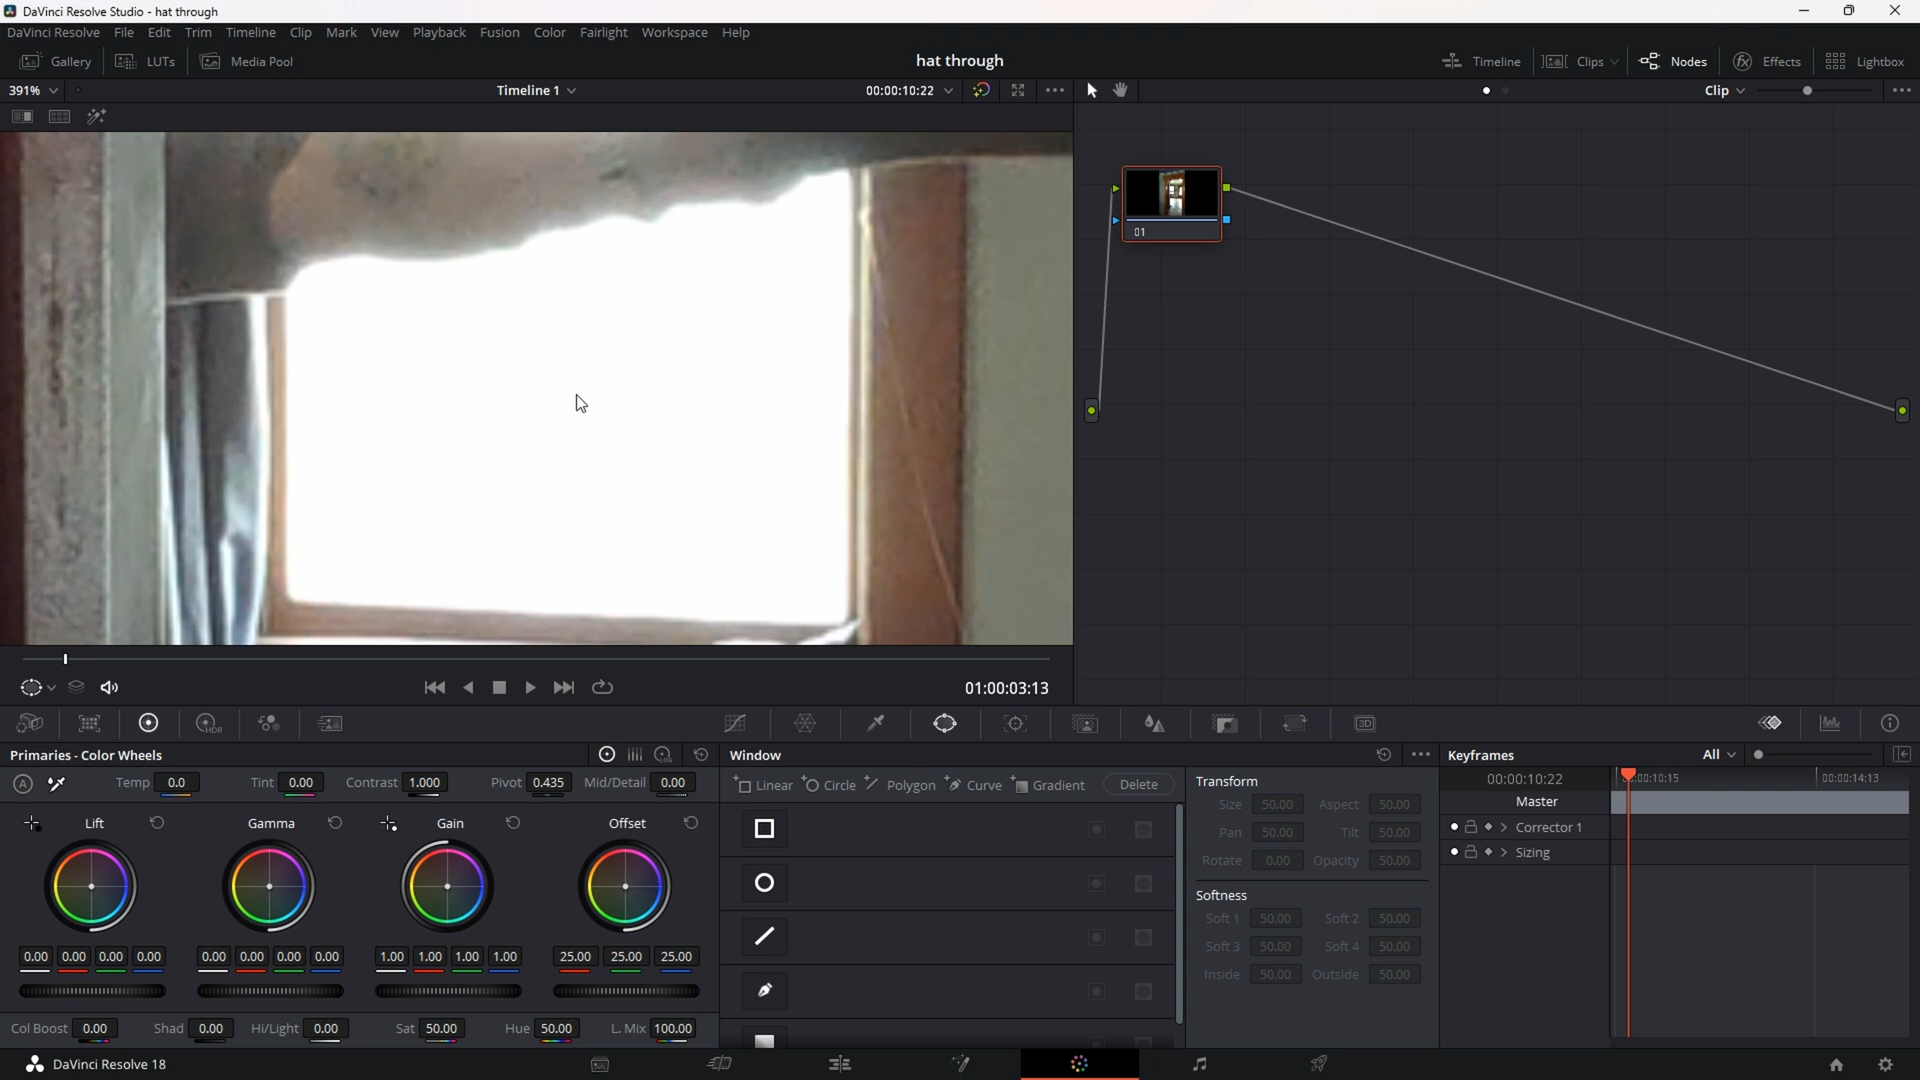 DaVinci Resolve Studio - hat through
DaVinci Resolve File Edit Trim Timeline Clip Mark View Playback Fusion Color Fairlight Workspace Help
Gallery LUTs Media Pool hat through Timeline Clips Nodes Effects Lightbox
391% Timeline 1 00:00:10:22 Clip
01
01:00:03:13
HDR 3D
Primaries - Color Wheels LOG Window Keyframes All
A Temp 0.0 Tint 0.00 Contrast 1.000 Pivot 0.435 Mid/Detail 0.00
Linear Circle Polygon Curve Gradient Delete
Transform
Size 50.00 Aspect 50.00
Pan 50.00 Tilt 50.00
Rotate 0.00 Opacity 50.00
Softness
Soft 1 50.00 Soft 2 50.00
Soft 3 50.00 Soft 4 50.00
Inside 50.00 Outside 50.00
00:00:10:22 00:00:10:15 00:00:14:13
Master
Corrector 1
Sizing
Lift Gamma Gain Offset
0.00 0.00 0.00 0.00 0.00 0.00 0.00 0.00 1.00 1.00 1.00 1.00 25.00 25.00 25.00
Col Boost 0.00 Shad 0.00 Hi/Light 0.00 Sat 50.00 Hue 50.00 L. Mix 100.00
DaVinci Resolve 18